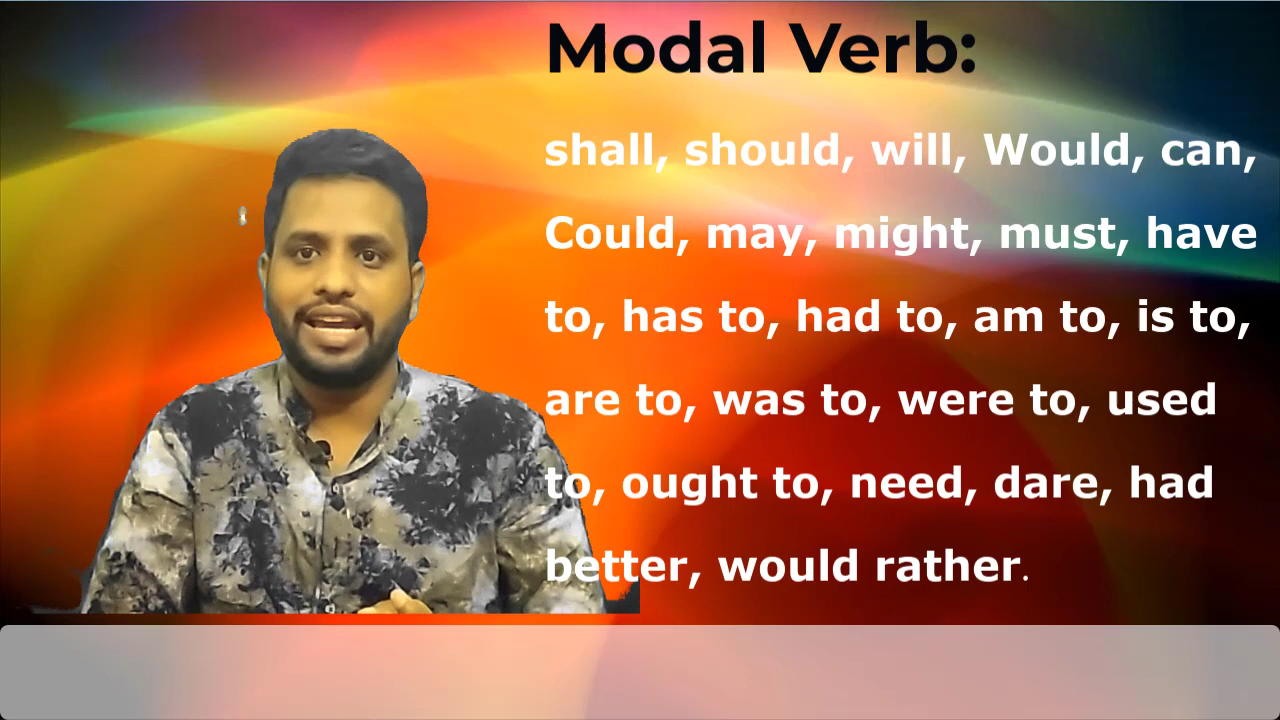 Modal Verb:
shall, should, will, Would, can,
Could, may, might, must, have
to, has to, had to, am to, is to,
are to, was to, were to, used
to, ought to, need, dare, had
better, would rather.